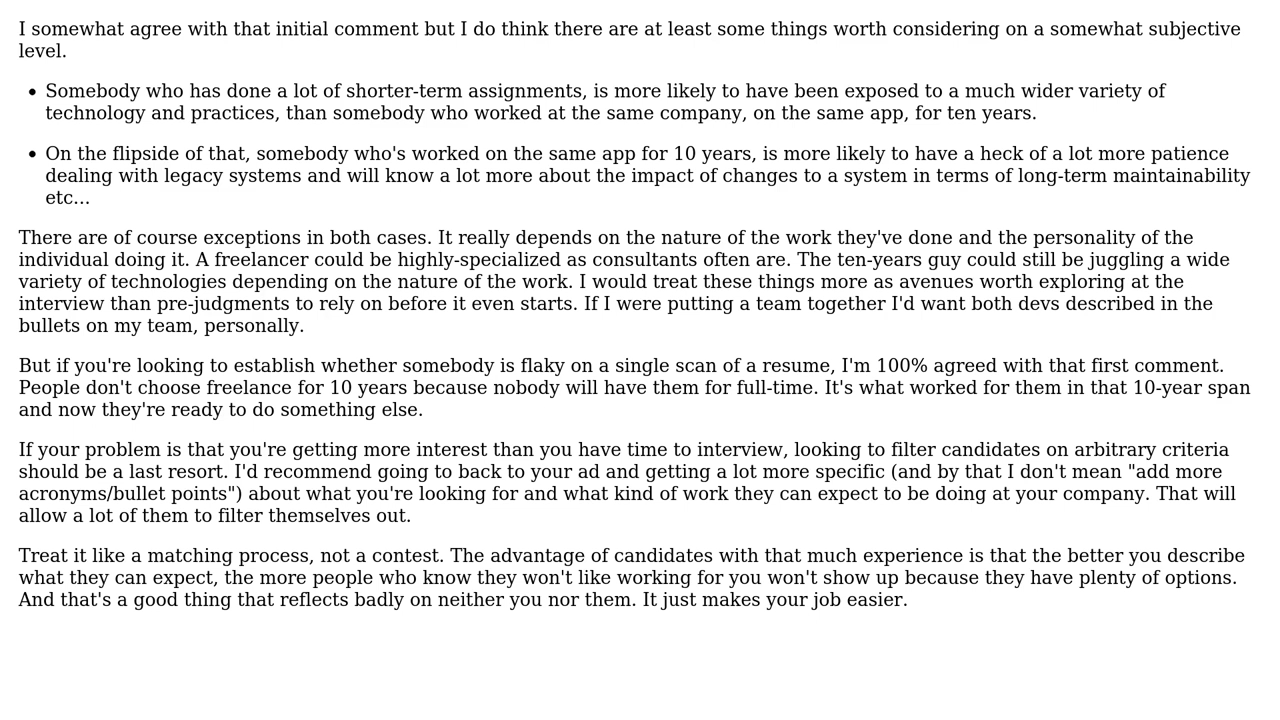 I somewhat agree with that initial comment but I do think there are at least some things worth considering on a somewhat subjective
level.
• Somebody who has done a lot of shorter-term assignments, is more likely to have been exposed to a much wider variety of
technology and practices, than somebody who worked at the same company, on the same app, for ten years.
• On the flipside of that, somebody who's worked on the same app for 10 years, is more likely to have a heck of a lot more patience
dealing with legacy systems and will know a lot more about the impact of changes to a system in terms of long-term maintainability
etc...
There are of course exceptions in both cases. It really depends on the nature of the work they've done and the personality of the
individual doing it. A freelancer could be highly-specialized as consultants often are. The ten-years guy could still be juggling a wide
variety of technologies depending on the nature of the work. I would treat these things more as avenues worth exploring at the
interview than pre-judgments to rely on before it even starts. If I were putting a team together I'd want both devs described in the
bullets on my team, personally.
But if you're looking to establish whether somebody is flaky on a single scan of a resume, I'm 100% agreed with that first comment.
People don't choose freelance for 10 years because nobody will have them for full-time. It's what worked for them in that 10-year span
and now they're ready to do something else.
If your problem is that you're getting more interest than you have time to interview, looking to filter candidates on arbitrary criteria
should be a last resort. I'd recommend going to back to your ad and getting a lot more specific (and by that I don't mean "add more
acronyms/bullet points") about what you're looking for and what kind of work they can expect to be doing at your company. That will
allow a lot of them to filter themselves out.
Treat it like a matching process, not a contest. The advantage of candidates with that much experience is that the better you describe
what they can expect, the more people who know they won't like working for you won't show up because they have plenty of options.
And that's a good thing that reflects badly on neither you nor them. It just makes your job easier.